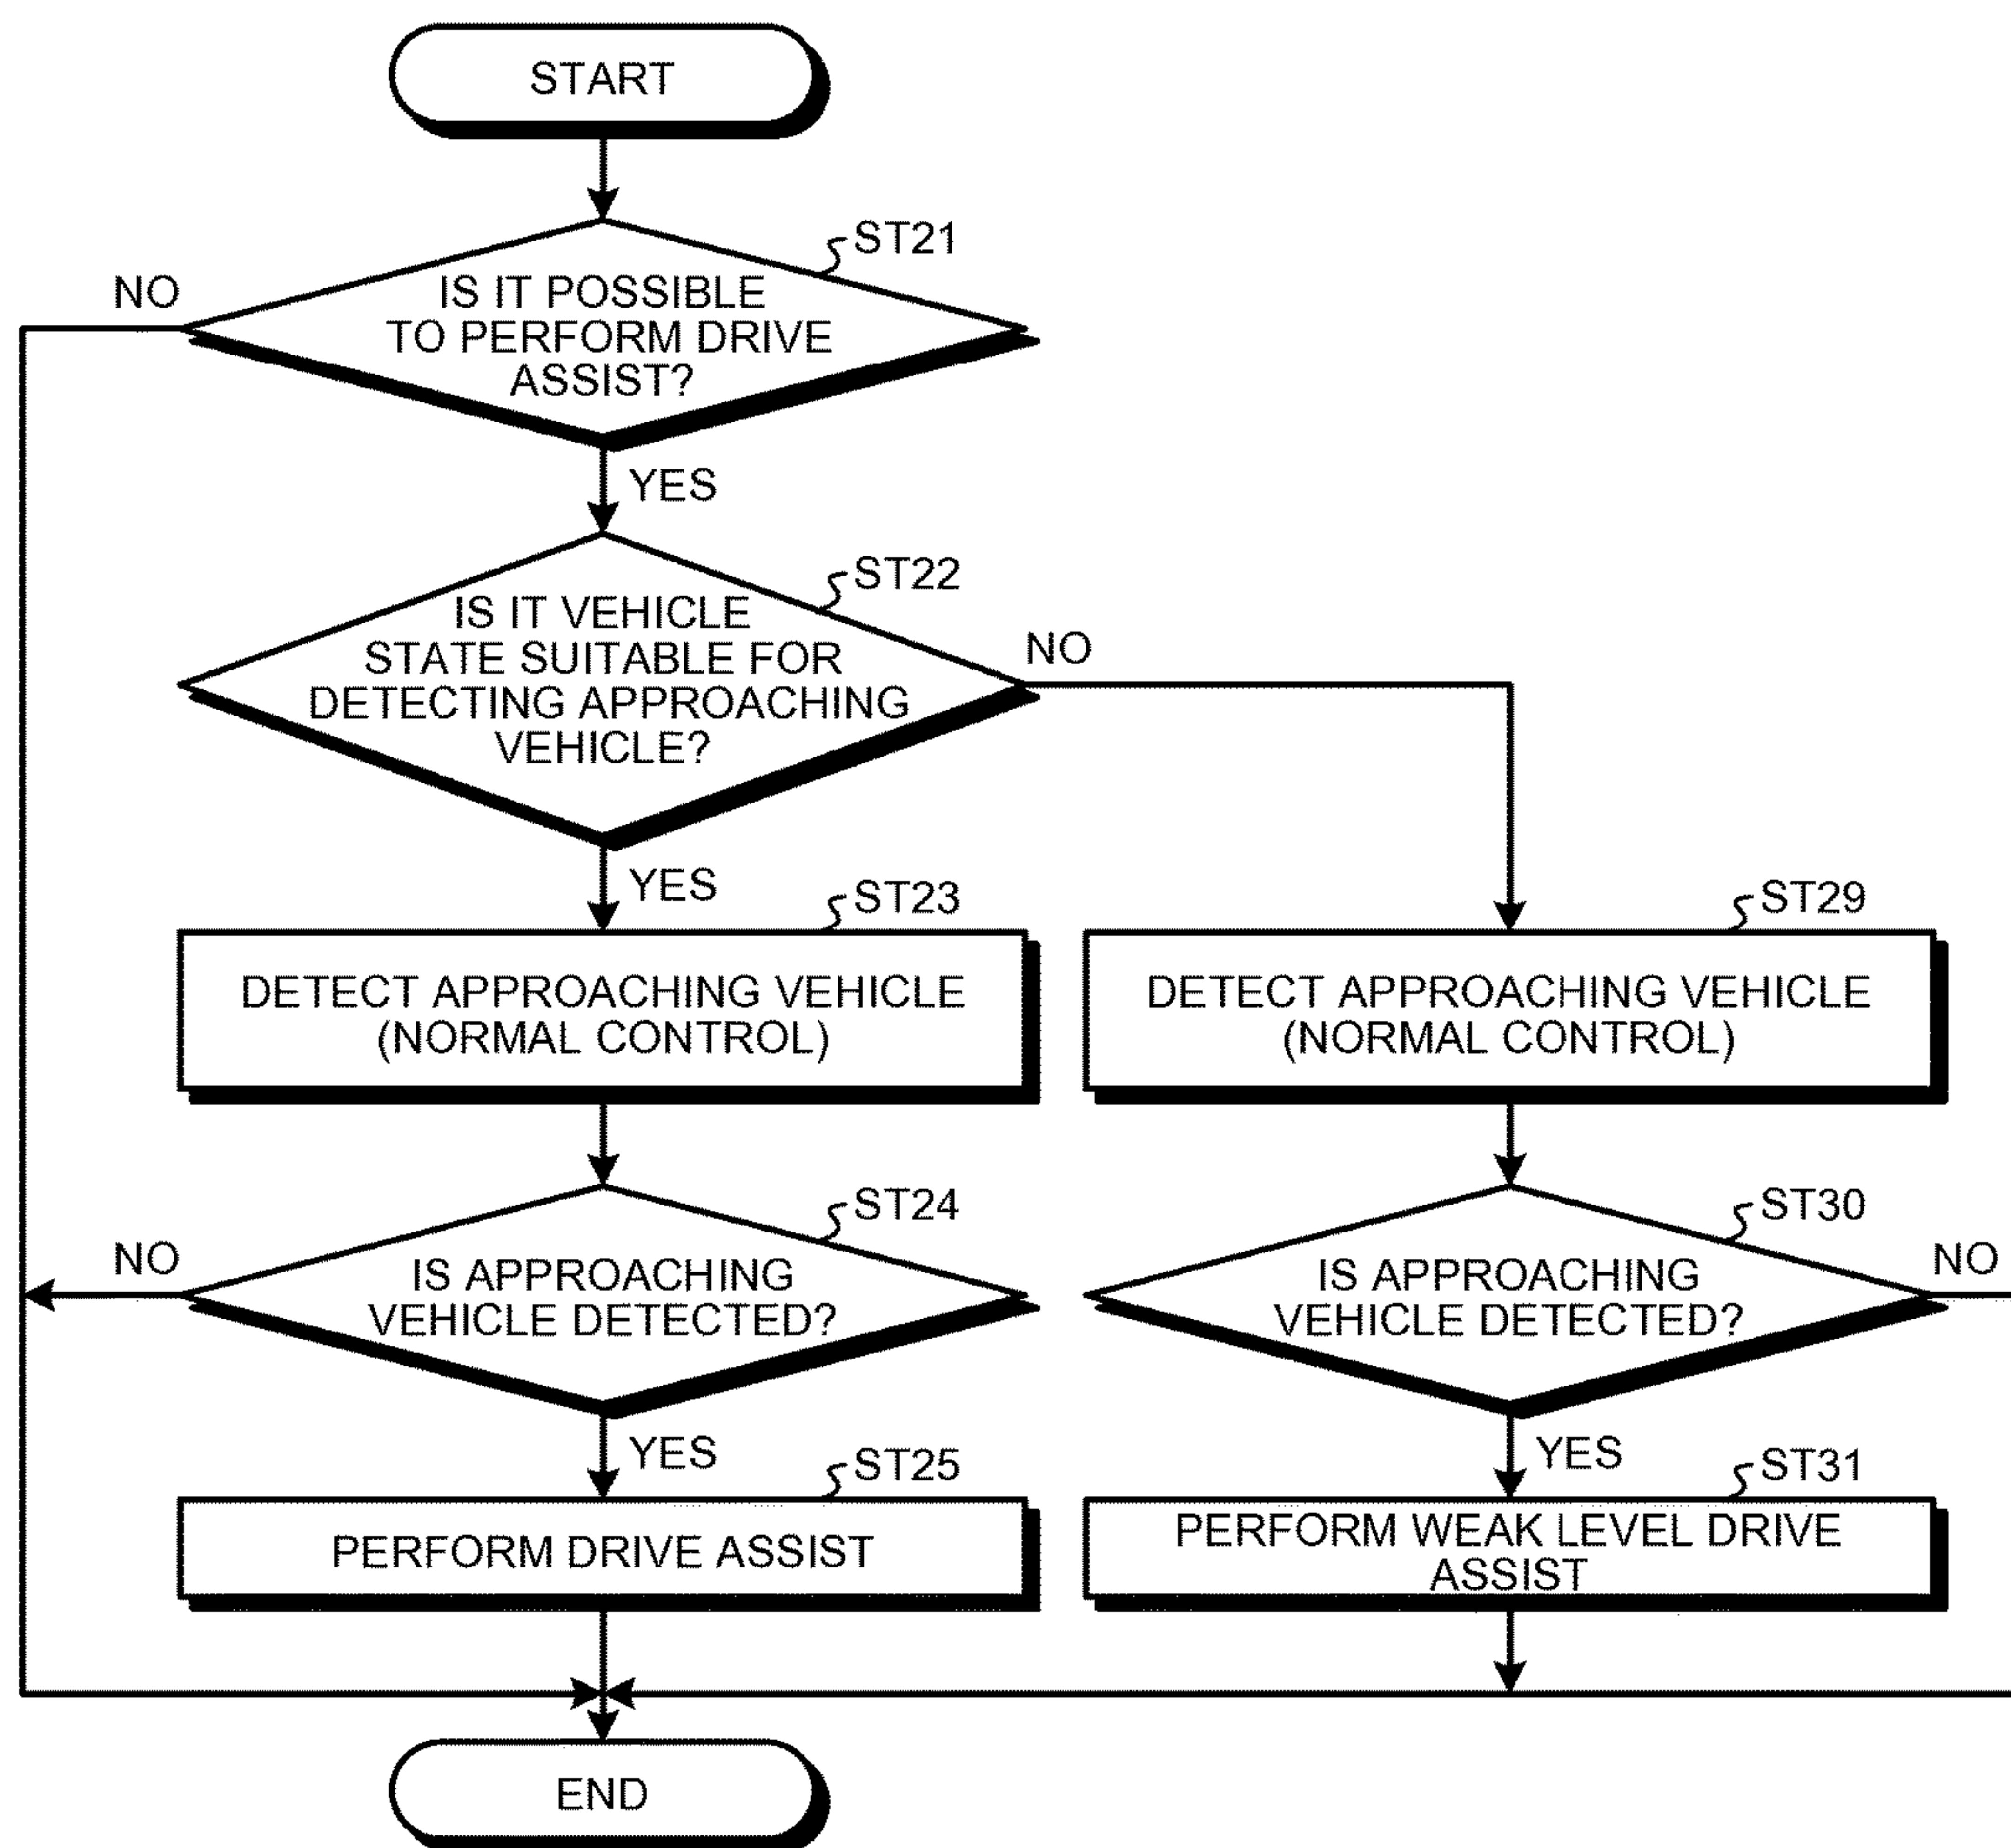 START
ST21
NO
IS IT POSSIBLE
TO PERFORM DRIVE
ASSIST?
YES
ST22
IS IT VEHICLE
STATE SUITABLE FOR
DETECTING APPROACHING
VEHICLE?
NO
YES
ST23
DETECT APPROACHING VEHICLE
(NORMAL CONTROL)
ST29
DETECT APPROACHING VEHICLE
(NORMAL CONTROL)
ST24
NO
IS APPROACHING
VEHICLE DETECTED?
ST30
IS APPROACHING
VEHICLE DETECTED?
NO
YES
ST25
PERFORM DRIVE ASSIST
YES
ST31
PERFORM WEAK LEVEL DRIVE
ASSIST
END